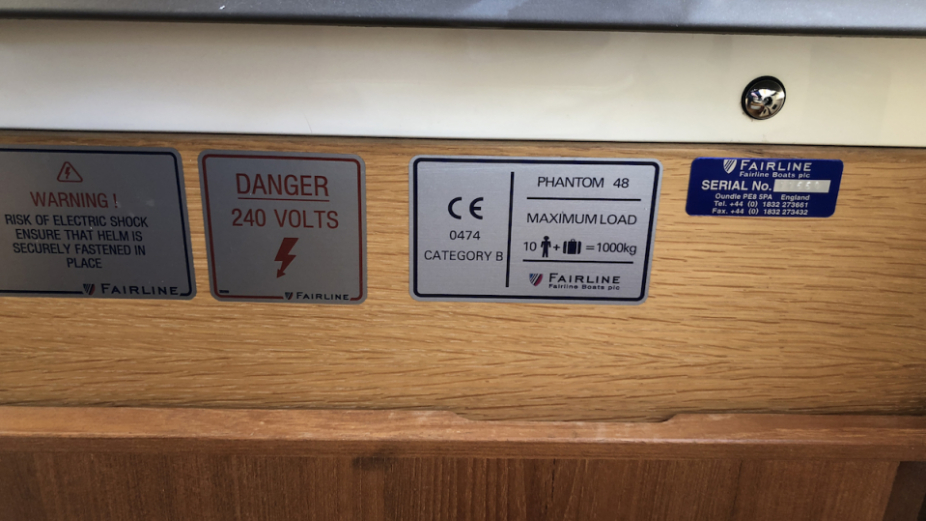 WARNING !
RISK OF ELECTRIC SHOCK
ENSURE THAT HELM IS
SECURELY FASTENED IN
PLACE
FAIRLINE
DANGER
240 VOLTS
FAIRLINE
CE
0474
CATEGORY B
PHANTOM 48
MAXIMUM LOAD
10 + = 1000kg
FAIRLINE
Fairline Boats plc
FAIRLINE
Fairline Boats plc
SERIAL No.
Oundle PE8 5PA England
Tel. +44 (0) 1832 273661
Fax. +44 (0) 1832 273432